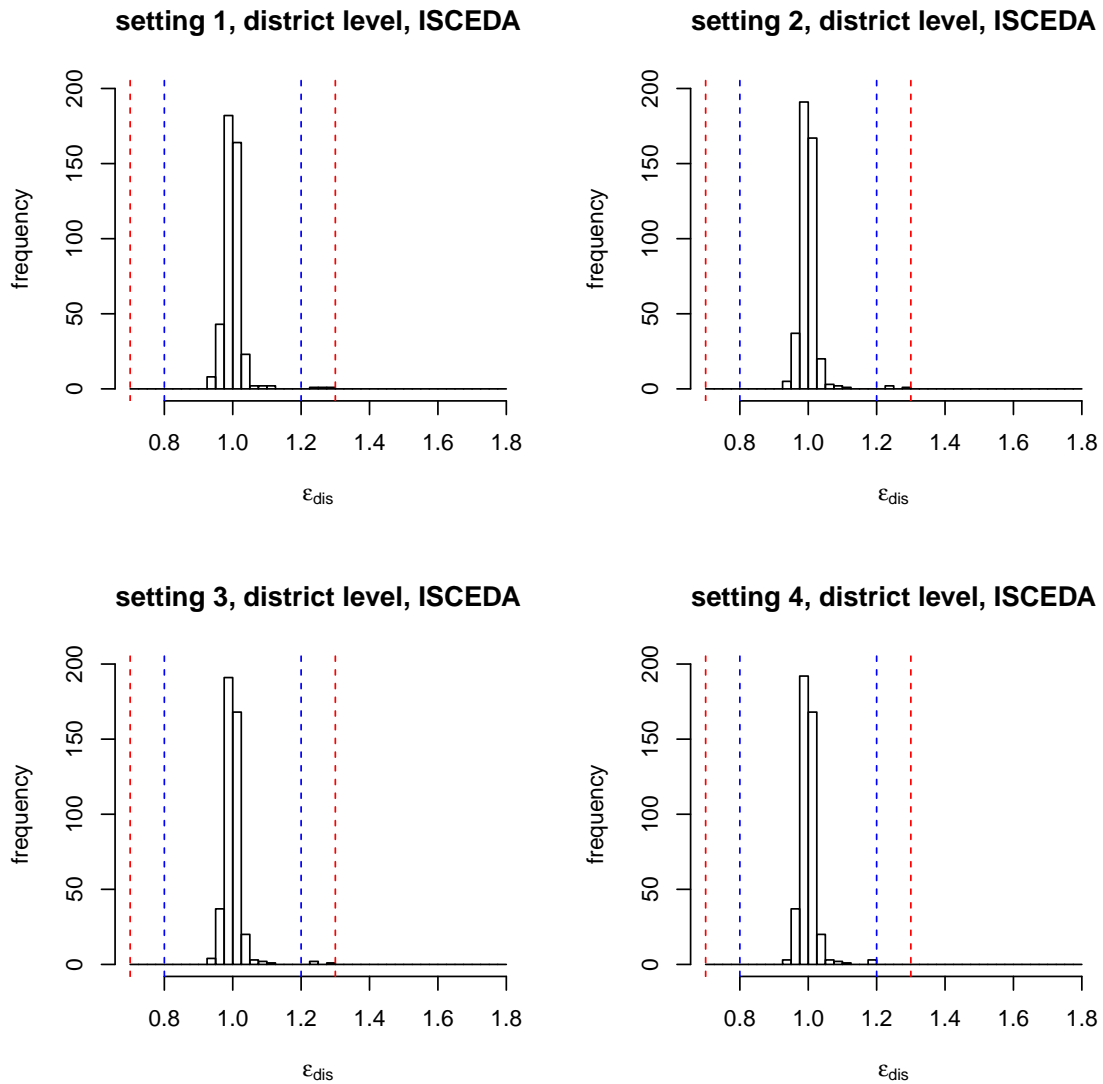 setting 1, district level, ISCEDA
frequency
200
150
100
50
0
0.8 1.0 1.2 1.4 1.6 1.8
εdis
setting 2, district level, ISCEDA
frequency
200
150
100
50
0
0.8 1.0 1.2 1.4 1.6 1.8
εdis
setting 3, district level, ISCEDA
frequency
200
150
100
50
0
0.8 1.0 1.2 1.4 1.6 1.8
εdis
setting 4, district level, ISCEDA
frequency
200
150
100
50
0
0.8 1.0 1.2 1.4 1.6 1.8
εdis